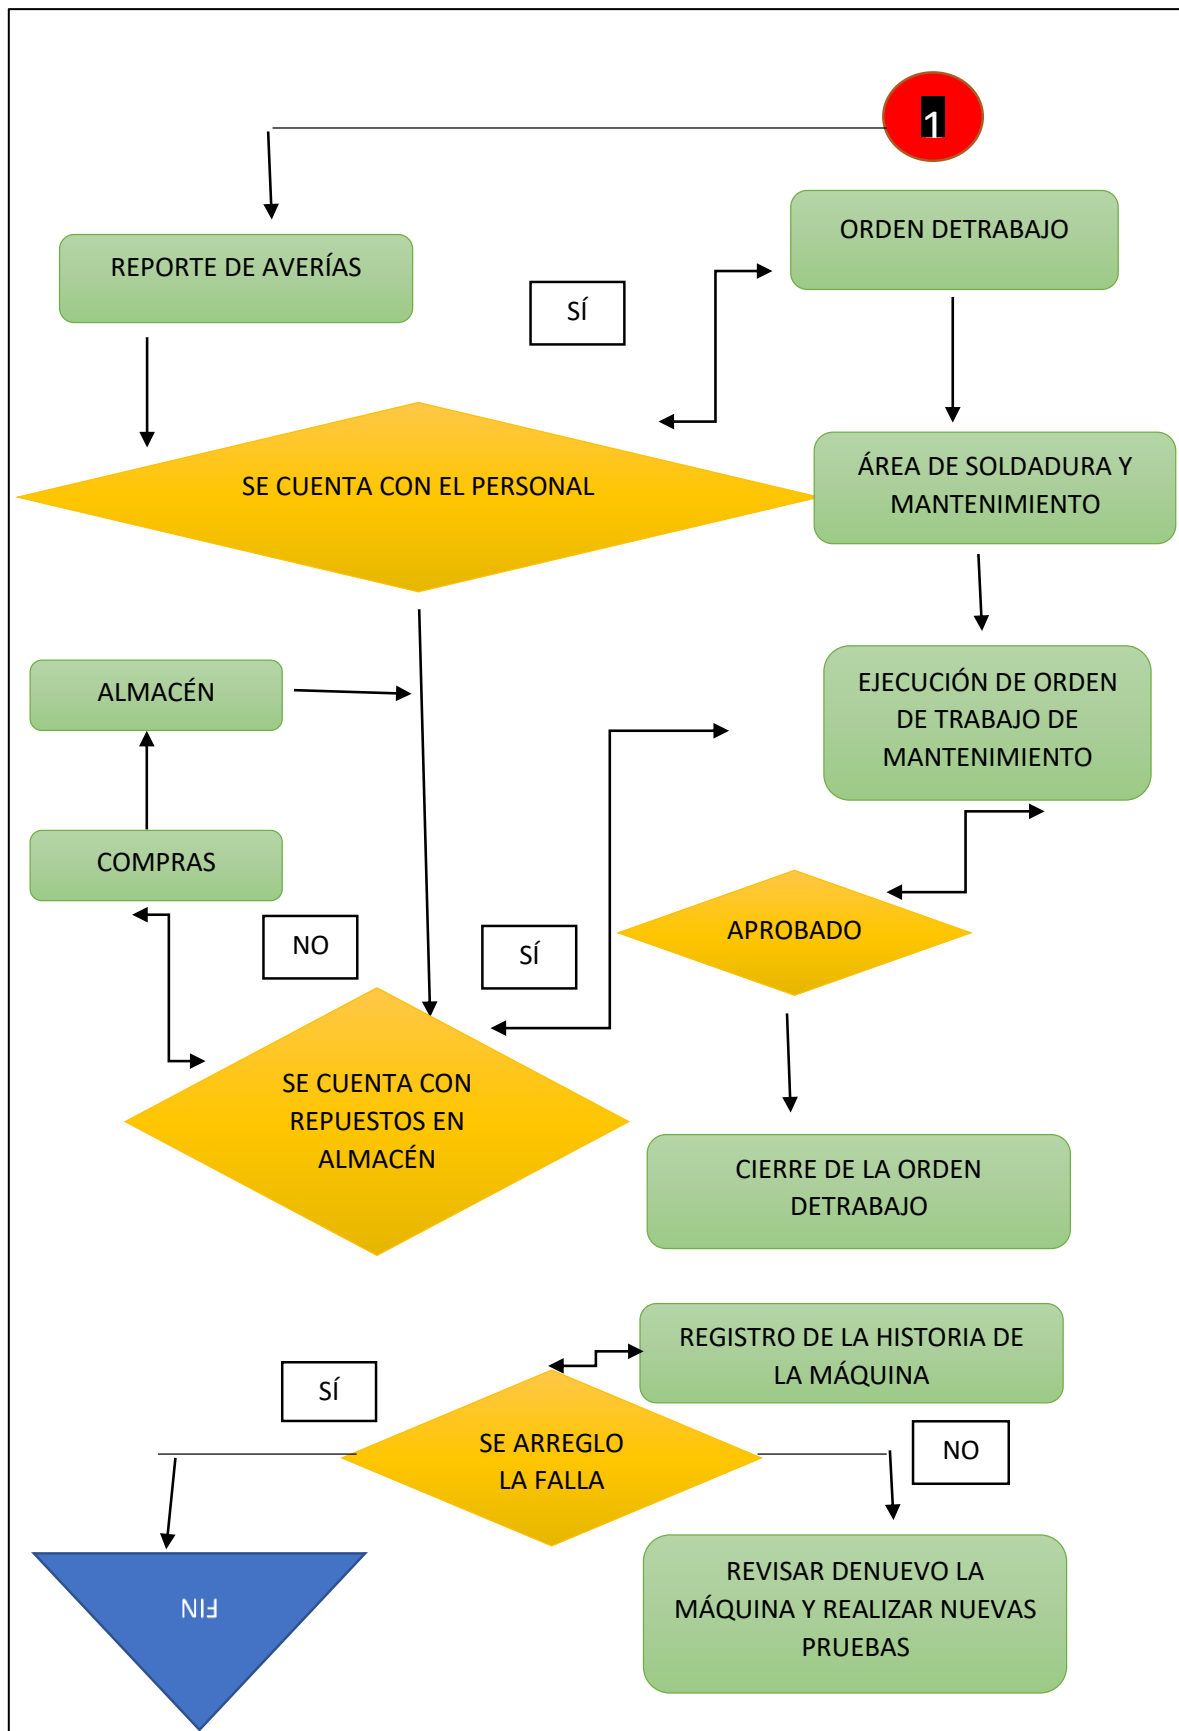 1
ORDEN DETRABAJO
REPORTE DE AVERÍAS
SÍ
SE CUENTA CON EL PERSONAL
ÁREA DE SOLDADURA Y
MANTENIMIENTO
ALMACÉN
EJECUCIÓN DE ORDEN
DE TRABAJO DE
MANTENIMIENTO
COMPRAS
NO
SÍ
APROBADO
SE CUENTA CON
REPUESTOS EN
ALMACÉN
CIERRE DE LA ORDEN
DETRABAJO
REGISTRO DE LA HISTORIA DE
LA MÁQUINA
SÍ
SE ARREGLO
LA FALLA
NO
REVISAR DENUEVO LA
MÁQUINA Y REALIZAR NUEVAS
PRUEBAS
FIN